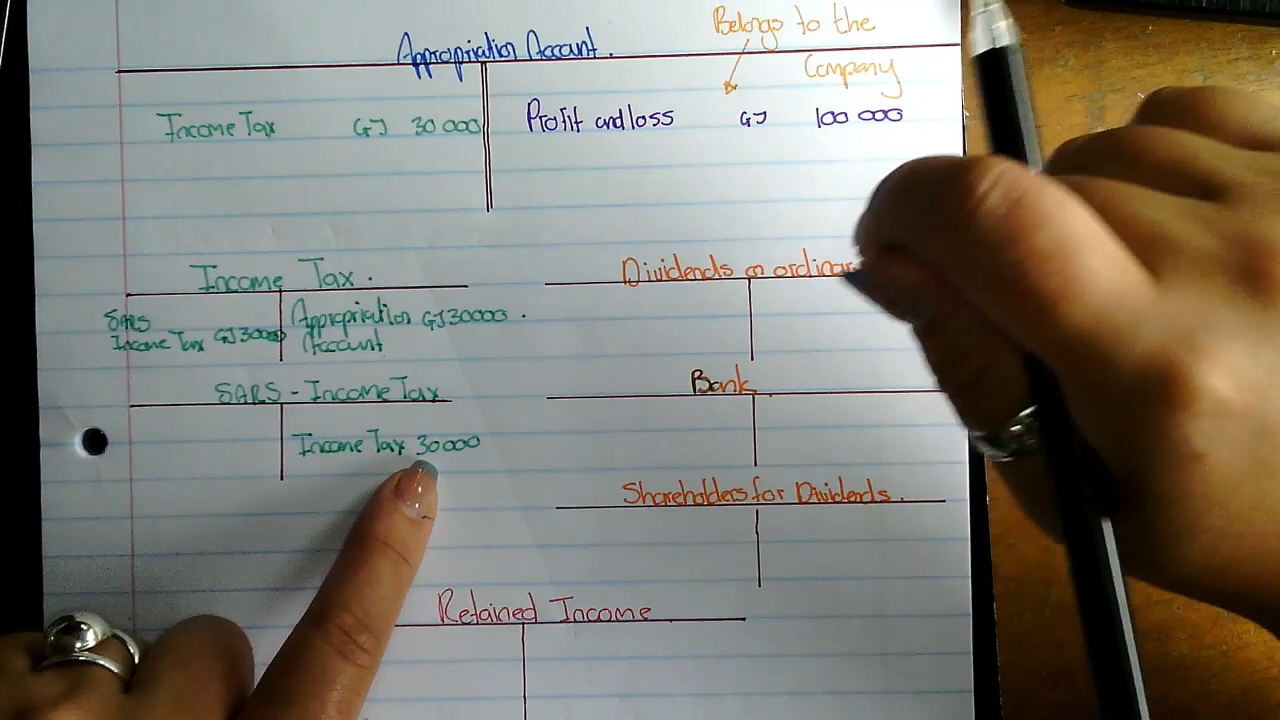 Belongs to the
Company
Appropriation Account.
Income Tax GJ 30 000
Profit and loss GJ 100 000
Income Tax.
SARS
Income Tax GJ 30000
Appropriation GJ 30000.
Account
SARS - Income Tax
Income Tax 30 000
Dividends on
Bank.
Shareholders for Dividends.
Retained Income